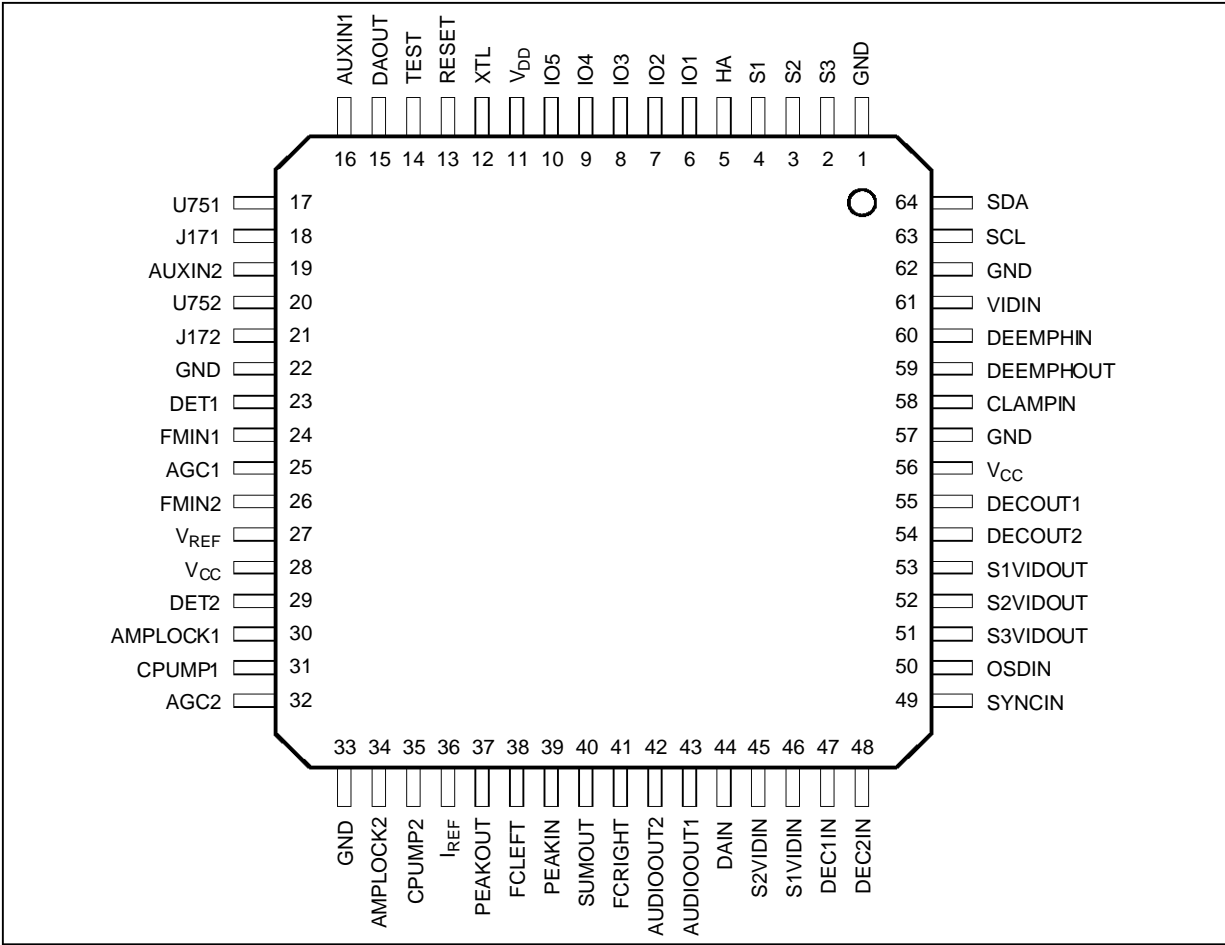 AUXIN1 DAOUT TEST RESET XTL VDD IO5 IO4 IO3 IO2 IO1 HA S1 S2 S3 GND
16 15 14 13 12 11 10 9 8 7 6 5 4 3 2 1
U751 17 64 SDA
J171 18 63 SCL
AUXIN2 19 62 GND
U752 20 61 VIDIN
J172 21 60 DEEMPHIN
GND 22 59 DEEMPHOUT
DET1 23 58 CLAMPIN
FMIN1 24 57 GND
AGC1 25 56 VCC
FMIN2 26 55 DECOUT1
VREF 27 54 DECOUT2
VCC 28 53 S1VIDOUT
DET2 29 52 S2VIDOUT
AMPLOCK1 30 51 S3VIDOUT
CPUMP1 31 50 OSDIN
AGC2 32 49 SYNCIN
33 34 35 36 37 38 39 40 41 42 43 44 45 46 47 48
GND AMPLOCK2 CPUMP2 IREF PEAKOUT FCLEFT PEAKIN SUMOUT FCRIGHT AUDIOOUT2 AUDIOOUT1 DAIN S2VIDIN S1VIDIN DEC1IN DEC2IN